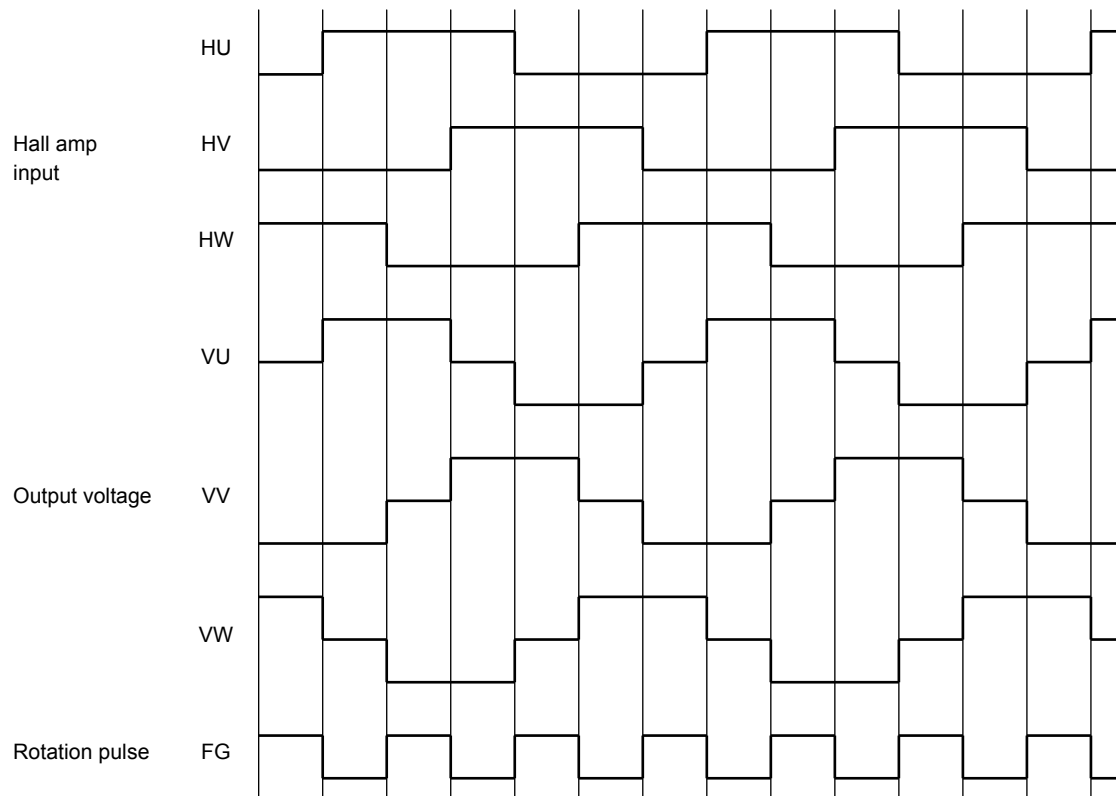 HU
Hall amp
input
HV
HW
VU
Output voltage VV
VW
Rotation pulse FG